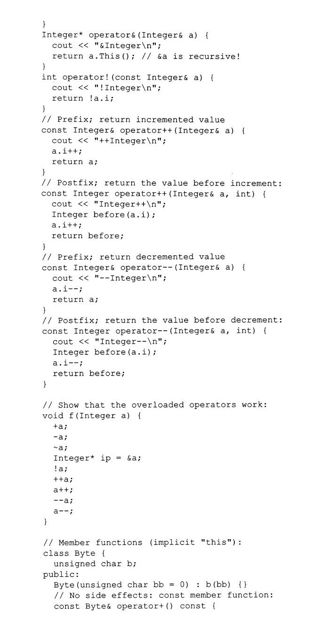 }
Integer* operator&(Integer& a) {
cout << "&Integer\n";
return a.This(); // &a is recursive!
}
int operator!(const Integer& a) {
cout << "!Integer\n";
return !a.i;
}
// Prefix; return incremented value
const Integer& operator++(Integer& a) {
cout << "++Integer\n";
a.i++;
return a;
}
// Postfix; return the value before increment:
const Integer operator++(Integer& a, int) {
cout << "Integer++\n";
Integer before(a.i);
a.i++;
return before;
}
// Prefix; return decremented value
const Integer& operator--(Integer& a) {
cout << "--Integer\n";
a.i--;
return a;
}
// Postfix; return the value before decrement:
const Integer operator--(Integer& a, int) {
cout << "Integer--\n";
Integer before(a.i);
a.i--;
return before;
}
// Show that the overloaded operators work:
void f(Integer a) {
+a;
-a;
~a;
Integer* ip = &a;
!a;
++a;
a++;
--a;
a--;
}
// Member functions (implicit "this"):
class Byte {
unsigned char b;
public:
Byte(unsigned char bb = 0) : b(bb) {}
// No side effects: const member function:
const Byte& operator+() const {